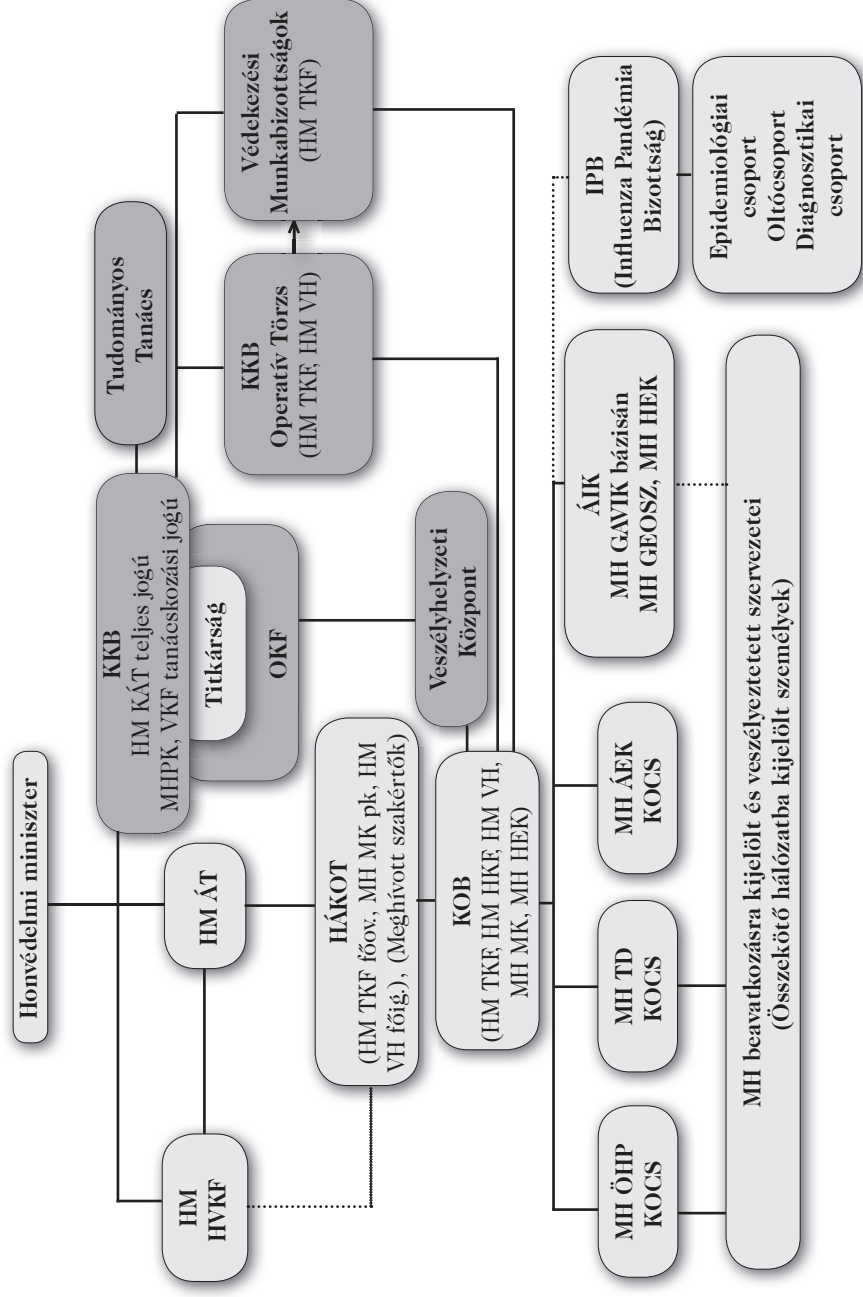 Honvédelmi miniszter
KKB
HM KÁT teljes jogú
MHPK, VKF tanácskozási jogú
Titkárság
OKF
Tudományos
Tanács
HM
HVKF
HM ÁT
KKB
Operatív Törzs
(HM TKF, HM VH)
Védekezési
Munkabizottságok
(HM TKF)
HÁKOT
(HM TKF főov., MH MK pk, HM
VH főig.), (Meghívott szakértők)
Veszélyhelyzeti
Központ
KOB
(HM TKF, HM HKF, HM VH,
MH MK, MH HEK)
MH ÖHP
KOCS
MH TD
KOCS
MH ÁEK
KOCS
ÁIK
MH GAVIK bázisán
MH GEOSZ, MH HEK
IPB
(Influenza Pandémia
Bizottság)
Epidemiológiai
csoport
Oltócsoport
Diagnosztikai
csoport
MH beavatkozásra kijelölt és veszélyeztetett szervezetei
(Összekötő hálózatba kijelölt személyek)